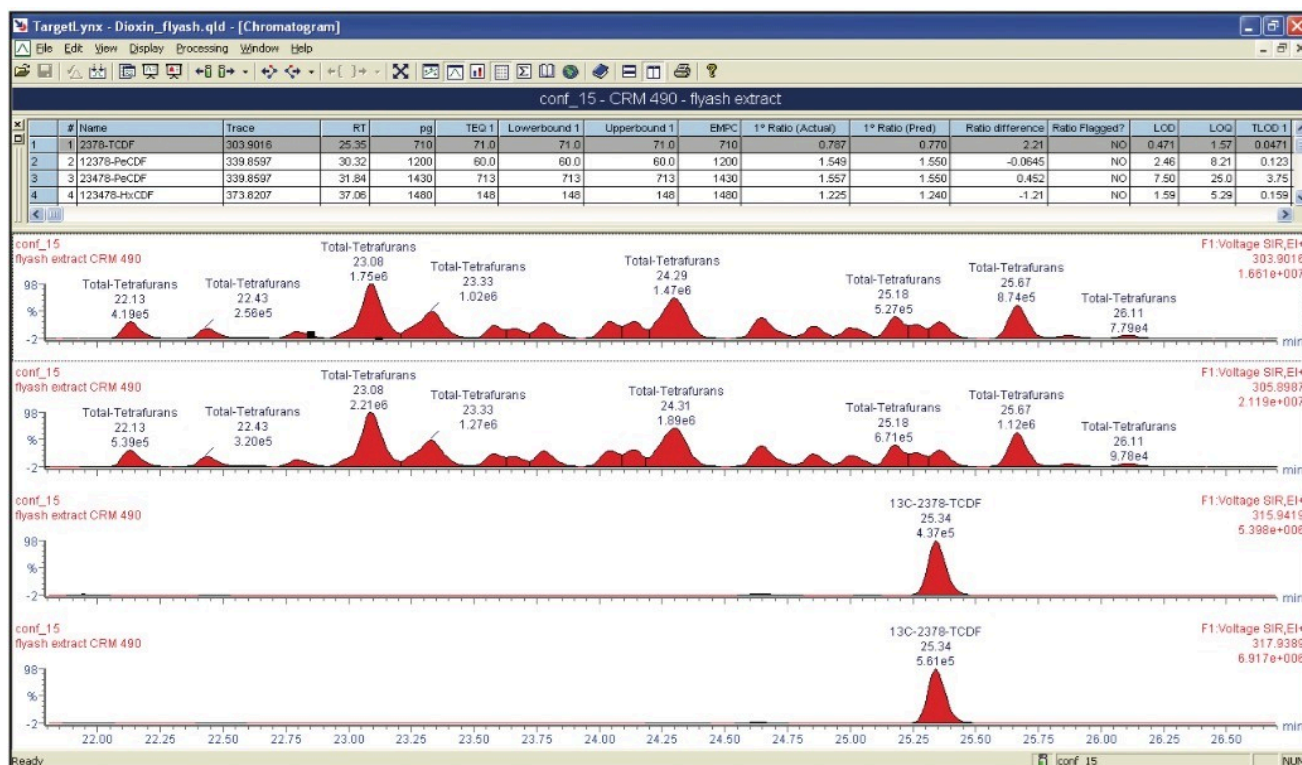 TargetLynx - Dioxin_flyash.qld - [Chromatogram]
File Edit View Display Processing Window Help
conf_15 - CRM 490 - flyash extract
# Name Trace RT pg TEQ 1 Lowerbound 1 Upperbound 1 EMPC 1° Ratio (Actual) 1° Ratio (Pred) Ratio difference Ratio Flagged? LOD LOQ TLOD 1
1 1 2378-TCDF 303.9016 25.35 710 71.0 71.0 71.0 710 0.787 0.770 2.21 NO 0.471 1.57 0.0471
2 2 12378-PeCDF 339.8597 30.32 1200 60.0 60.0 60.0 1200 1.549 1.550 -0.0645 NO 2.46 8.21 0.123
3 3 23478-PeCDF 339.8597 31.84 1430 713 713 713 1430 1.557 1.550 0.452 NO 7.50 25.0 3.75
4 4 123478-HxCDF 373.8207 37.06 1480 148 148 148 1480 1.225 1.240 -1.21 NO 1.59 5.29 0.159
conf_15
flyash extract CRM 490
F1:Voltage SIR,EI+
303.9016
1.661e+007
Total-Tetrafurans
22.13
4.19e5
Total-Tetrafurans
22.43
2.56e5
Total-Tetrafurans
23.08
1.75e6
Total-Tetrafurans
23.33
1.02e6
Total-Tetrafurans
24.29
1.47e6
Total-Tetrafurans
25.18
5.27e5
Total-Tetrafurans
25.67
8.74e5
Total-Tetrafurans
26.11
7.79e4
98
%
-2
min
conf_15
flyash extract CRM 490
F1:Voltage SIR,EI+
305.8987
2.119e+007
Total-Tetrafurans
22.13
5.39e5
Total-Tetrafurans
22.43
3.20e5
Total-Tetrafurans
23.08
2.21e6
Total-Tetrafurans
23.33
1.27e6
Total-Tetrafurans
24.31
1.89e6
Total-Tetrafurans
25.18
6.71e5
Total-Tetrafurans
25.67
1.12e6
Total-Tetrafurans
26.11
9.78e4
98
%
-2
min
conf_15
flyash extract CRM 490
F1:Voltage SIR,EI+
315.9419
5.398e+006
13C-2378-TCDF
25.34
4.37e5
98
%
-2
min
conf_15
flyash extract CRM 490
F1:Voltage SIR,EI+
317.9389
6.917e+006
13C-2378-TCDF
25.34
5.61e5
98
%
-2
min
22.00 22.25 22.50 22.75 23.00 23.25 23.50 23.75 24.00 24.25 24.50 24.75 25.00 25.25 25.50 25.75 26.00 26.25 26.50
Ready conf_15 NUM